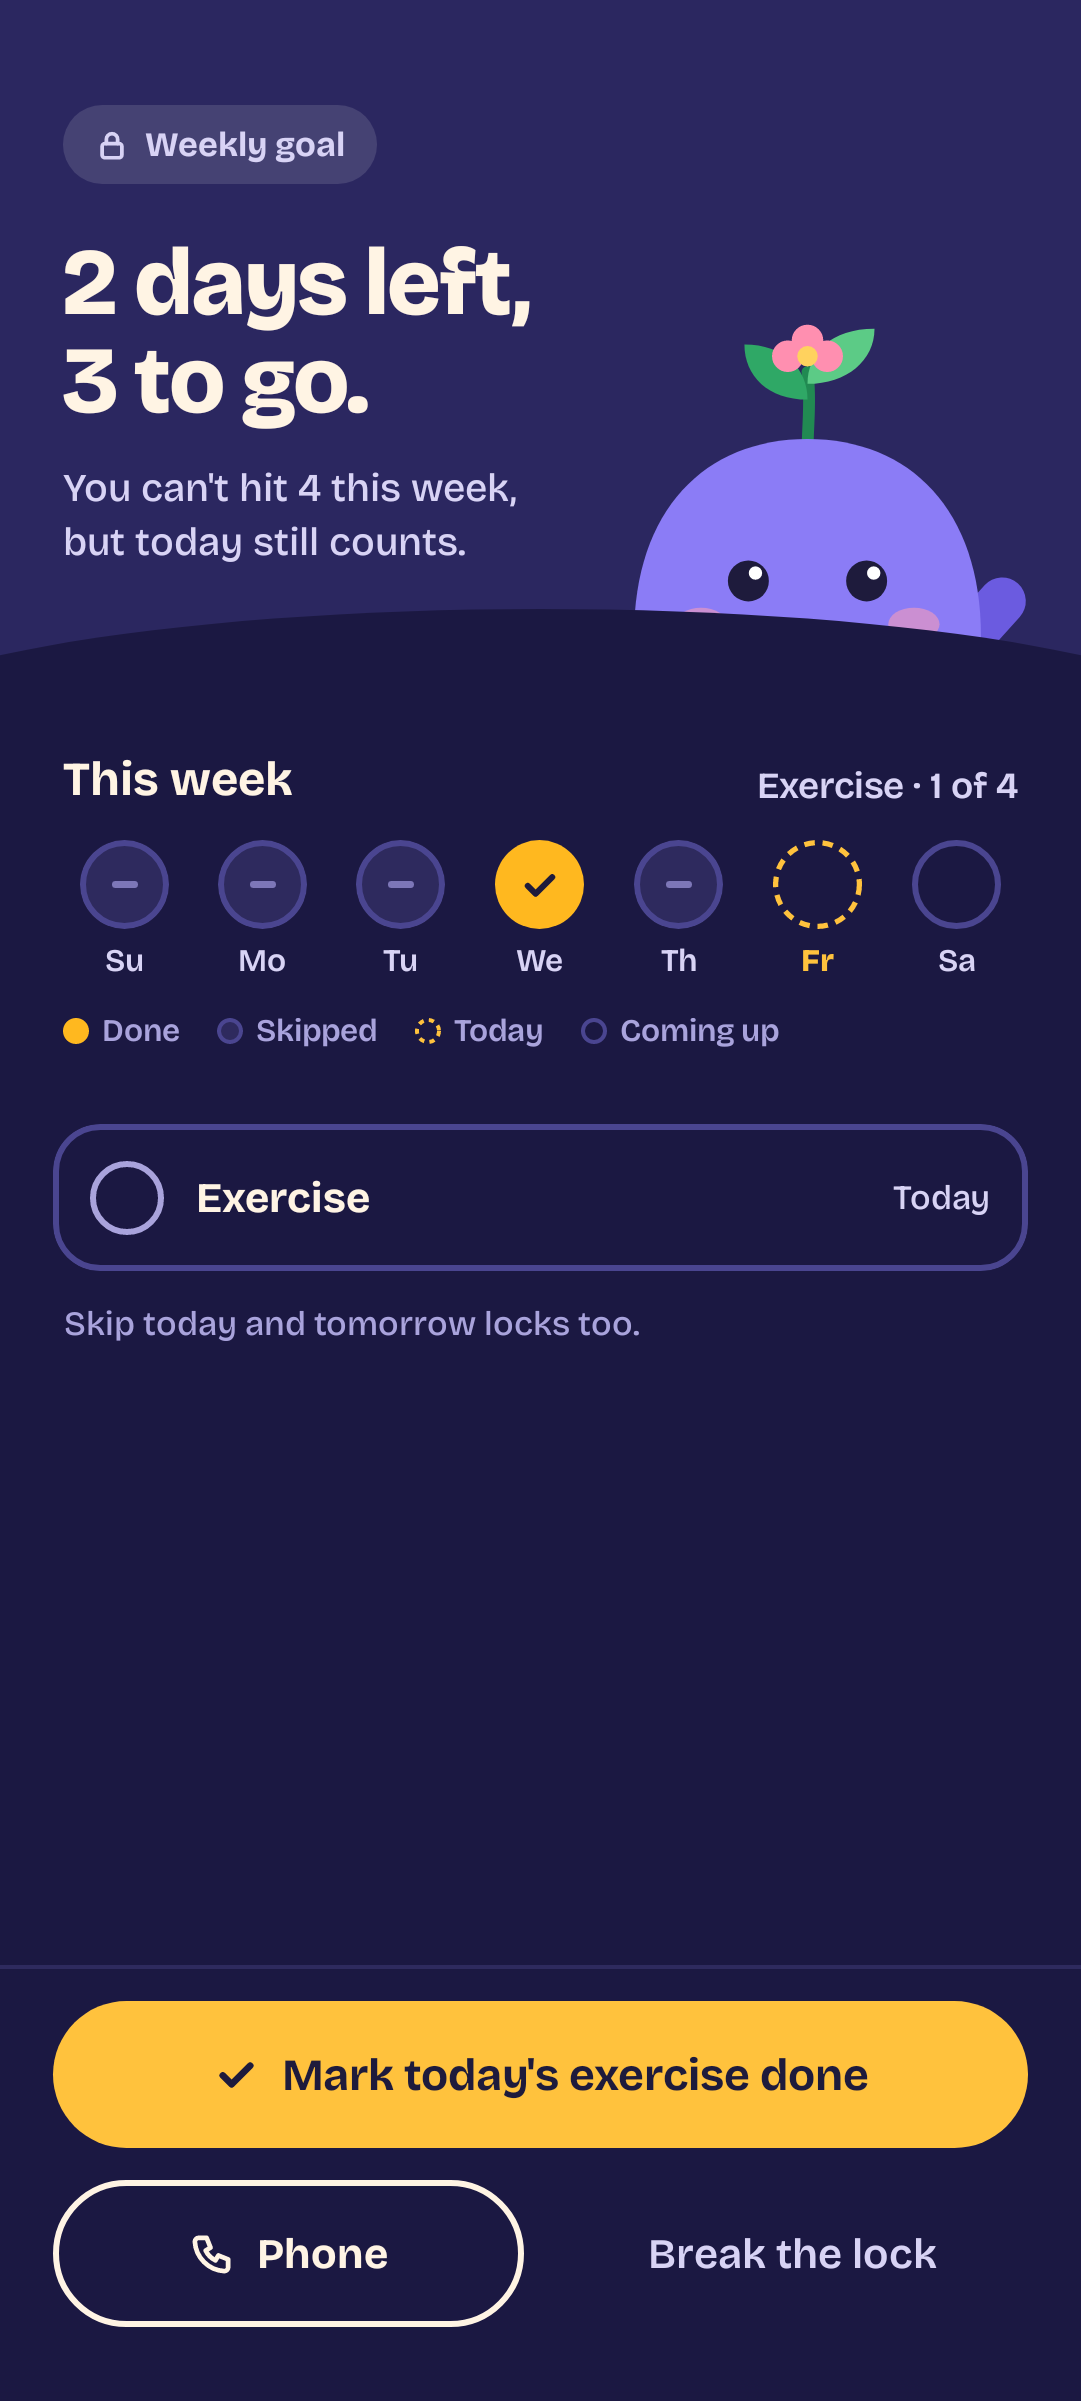 Weekly goal
2 days left,
3 to go.
You can't hit 4 this week,
but today still counts.
This week
Exercise · 1 of 4
Su Mo Tu We Th Fr Sa
Done Skipped Today Coming up
Exercise
Today
Skip today and tomorrow locks too.
Mark today's exercise done
Phone
Break the lock